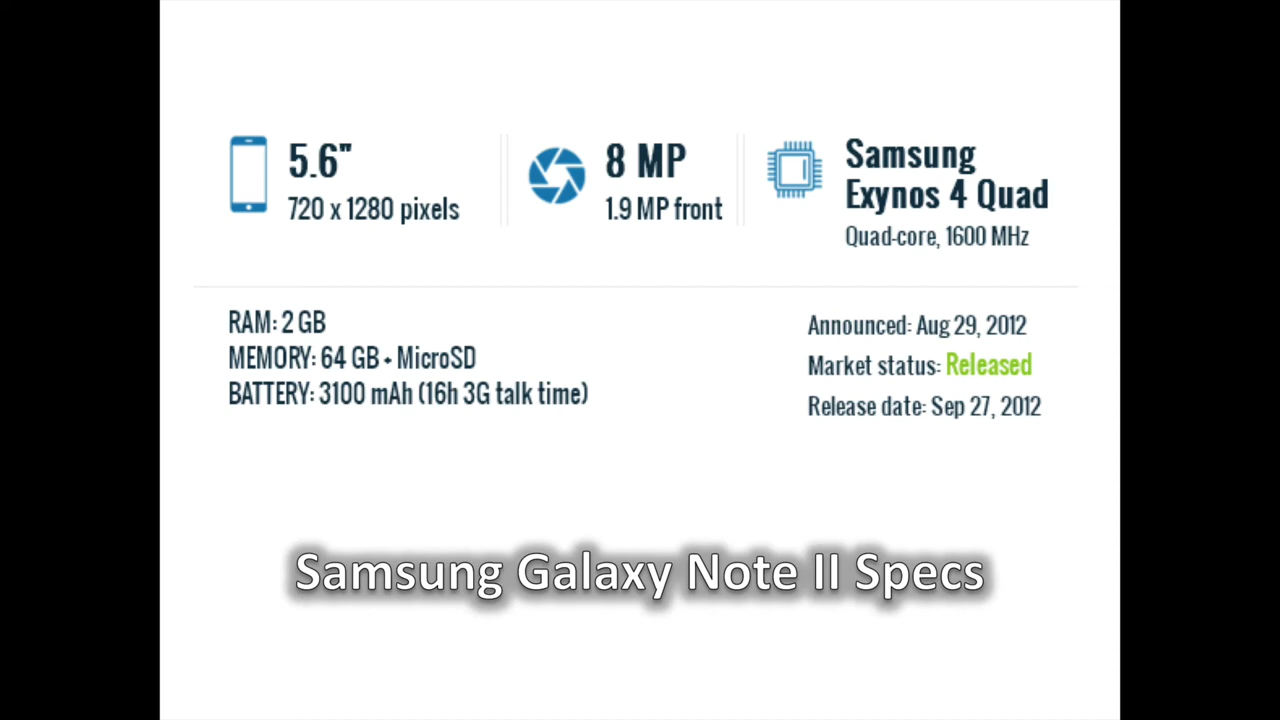 5.6"
720 x 1280 pixels
8 MP
1.9 MP front
Samsung
Exynos 4 Quad
Quad-core, 1600 MHz
RAM: 2 GB
MEMORY: 64 GB + MicroSD
BATTERY: 3100 mAh (16h 3G talk time)
Announced: Aug 29, 2012
Market status: Released
Release date: Sep 27, 2012
Samsung Galaxy Note II Specs